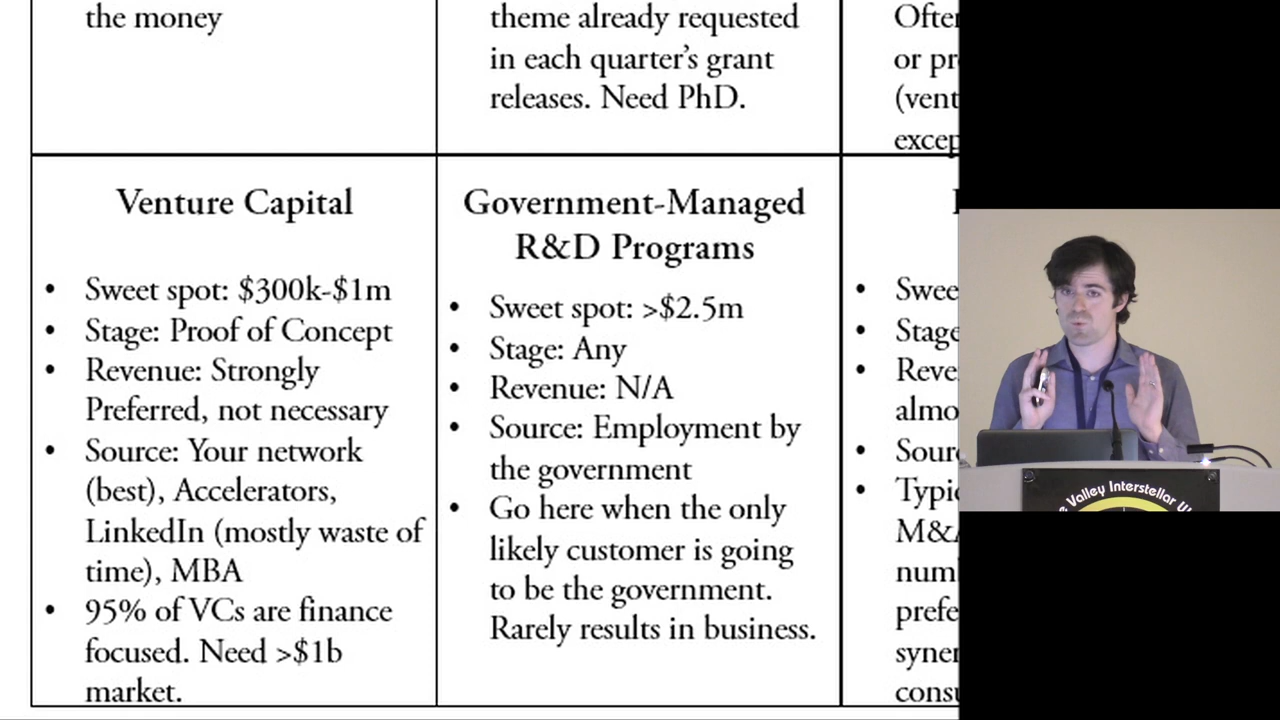 the money
theme already requested
in each quarter's grant
releases. Need PhD.
or
Venture Capital
• Sweet spot: $300k-$1m
• Stage: Proof of Concept
• Revenue: Strongly
Preferred, not necessary
• Source: Your network
(best), Accelerators,
LinkedIn (mostly waste of
time), MBA
• 95% of VCs are finance
focused. Need >$1b
market.
Government-Managed
R&D Programs
• Sweet spot: >$2.5m
• Stage: Any
• Revenue: N/A
• Source: Employment by
the government
• Go here when the only
likely customer is going
to be the government.
Rarely results in business.
• Stage
Valley Interstellar